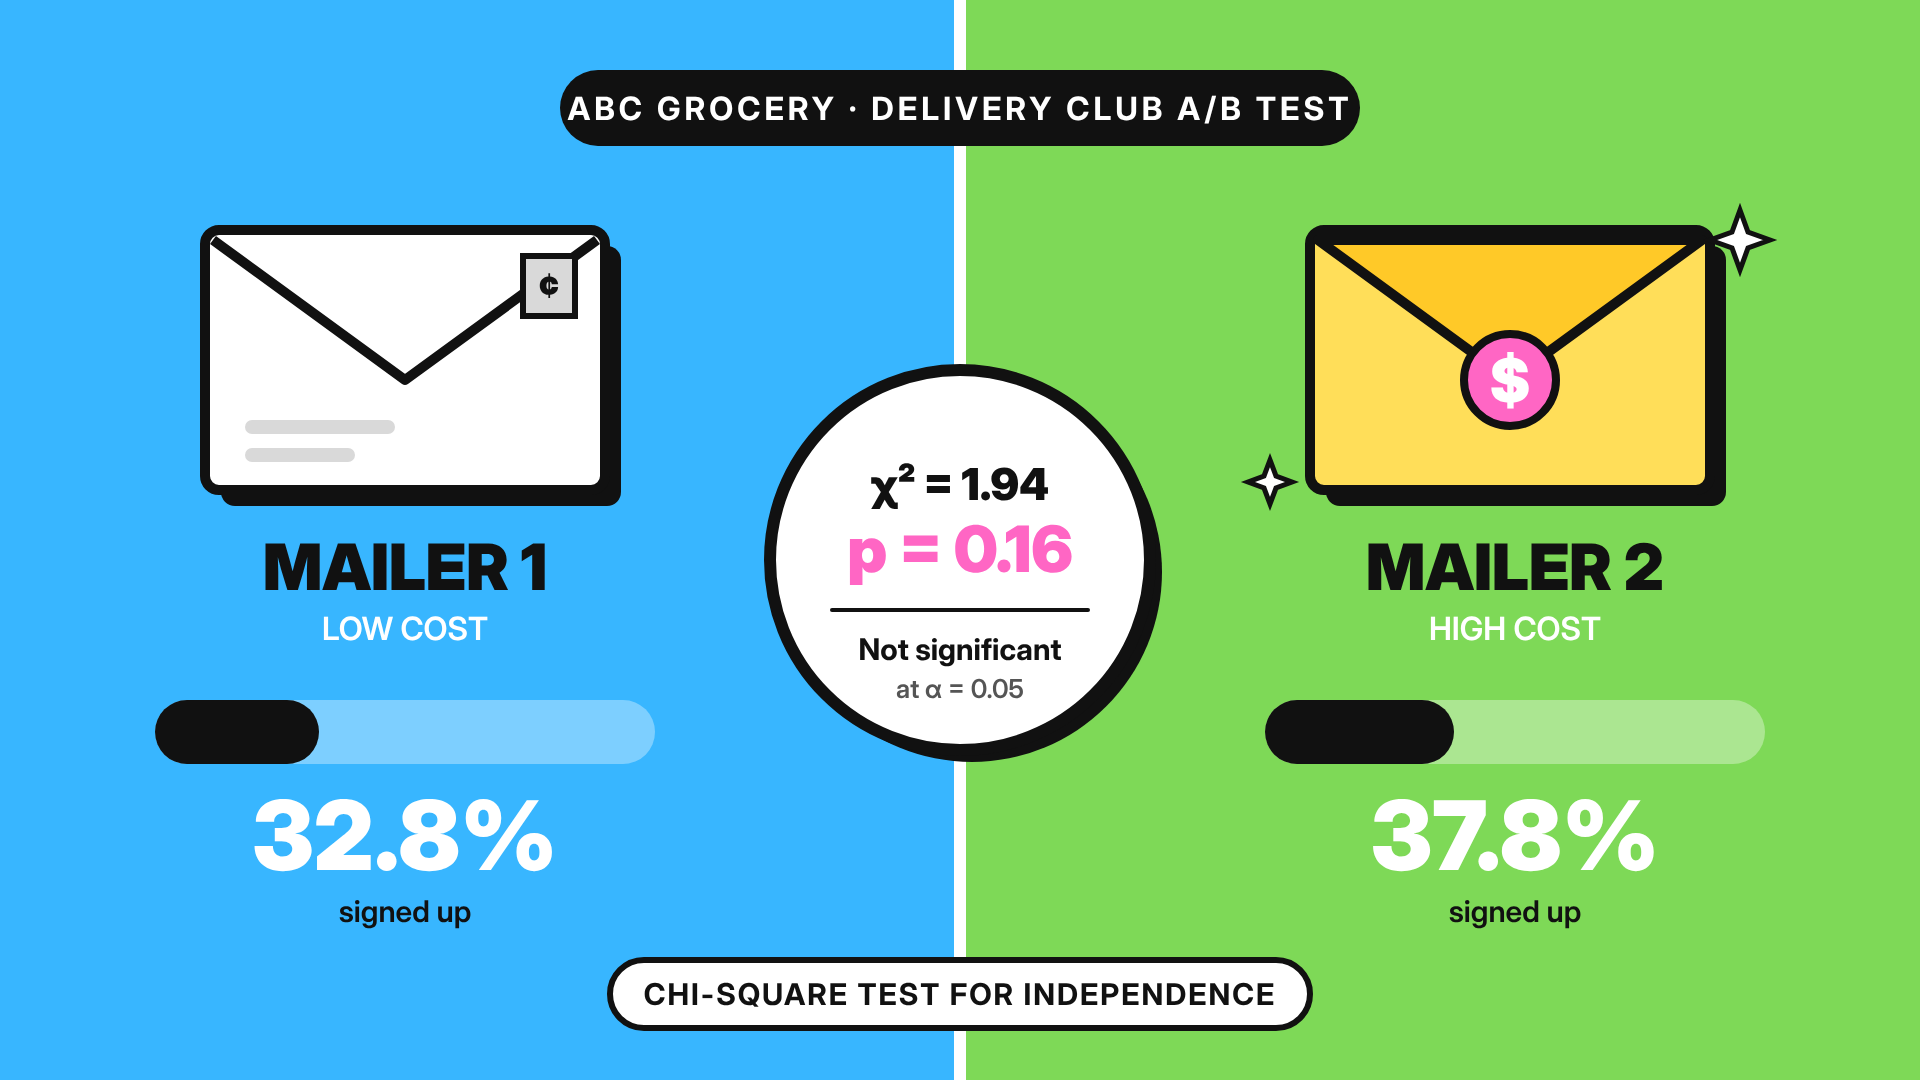 ABC GROCERY · DELIVERY CLUB A/B TEST
¢
$
χ² = 1.94
p = 0.16
Not significant
at α = 0.05
MAILER 1
LOW COST
32.8%
signed up
MAILER 2
HIGH COST
37.8%
signed up
CHI-SQUARE TEST FOR INDEPENDENCE